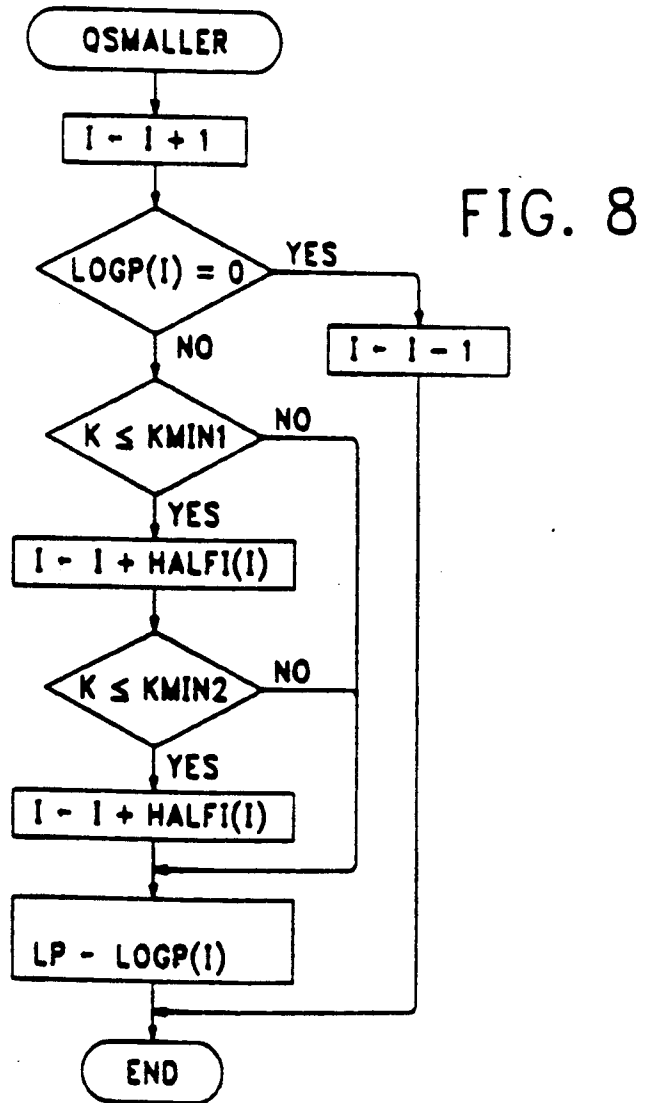 QSMALLER
I - I + 1
FIG. 8
LOGP(I) = 0
YES
NO
I - I - 1
K ≤ KMIN1
NO
YES
I - I + HALFI(I)
K ≤ KMIN2
NO
YES
I - I + HALFI(I)
LP - LOGP(I)
END